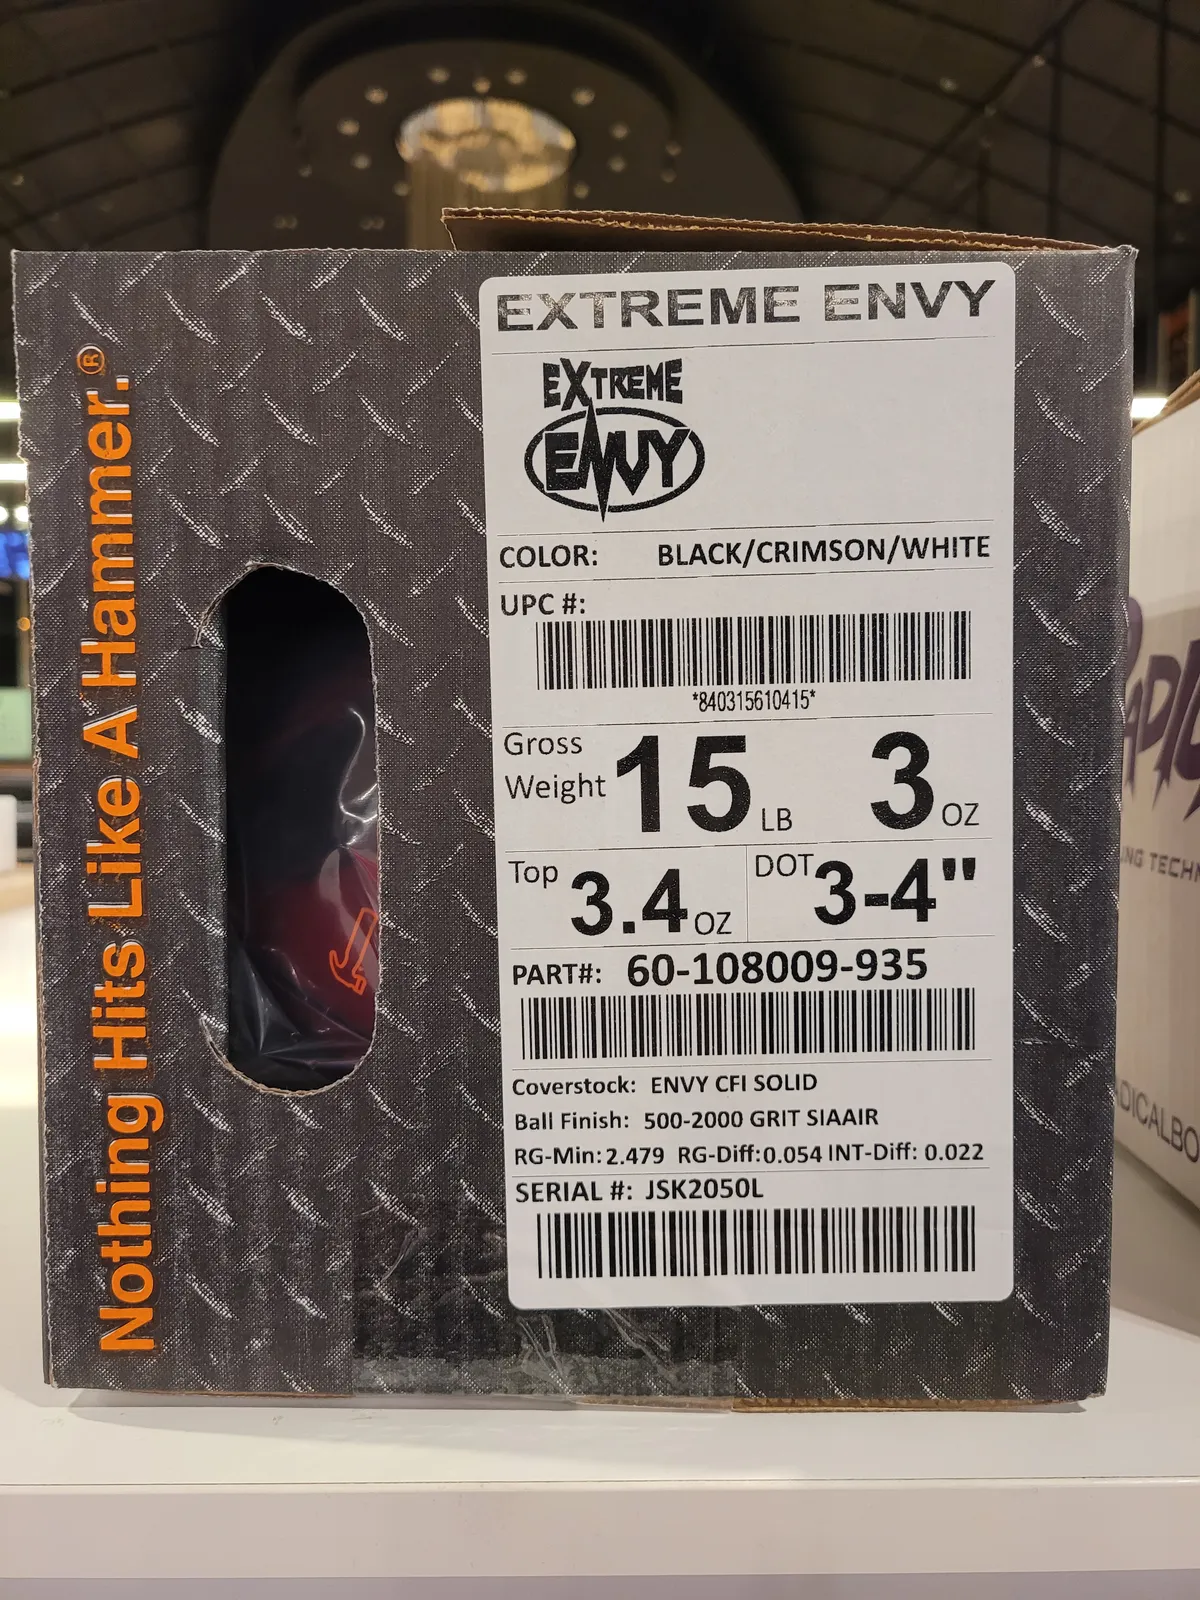 Nothing Hits Like A Hammer.®
EXTREME ENVY
EXTREME
ENVY
COLOR: BLACK/CRIMSON/WHITE
UPC #:
*840315610415*
Gross
Weight 15 LB 3 OZ
Top 3.4 OZ DOT 3-4"
PART#: 60-108009-935
Coverstock: ENVY CFI SOLID
Ball Finish: 500-2000 GRIT SIAAIR
RG-Min: 2.479 RG-Diff: 0.054 INT-Diff: 0.022
SERIAL #: JSK2050L